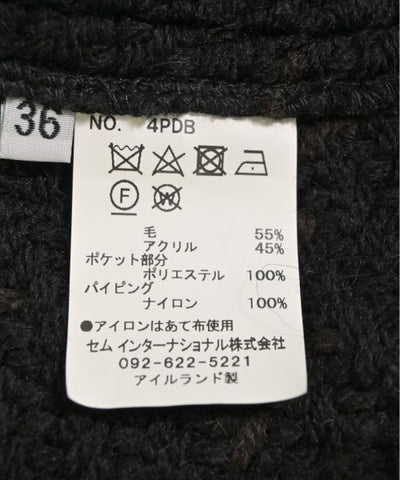 36
NO. 4PDB
F W
毛 55%
アクリル 45%
ポケット部分
ポリエステル 100%
パイピング
ナイロン 100%
●アイロンはあて布使用
セム インターナショナル株式会社
092-622-5221
アイルランド製